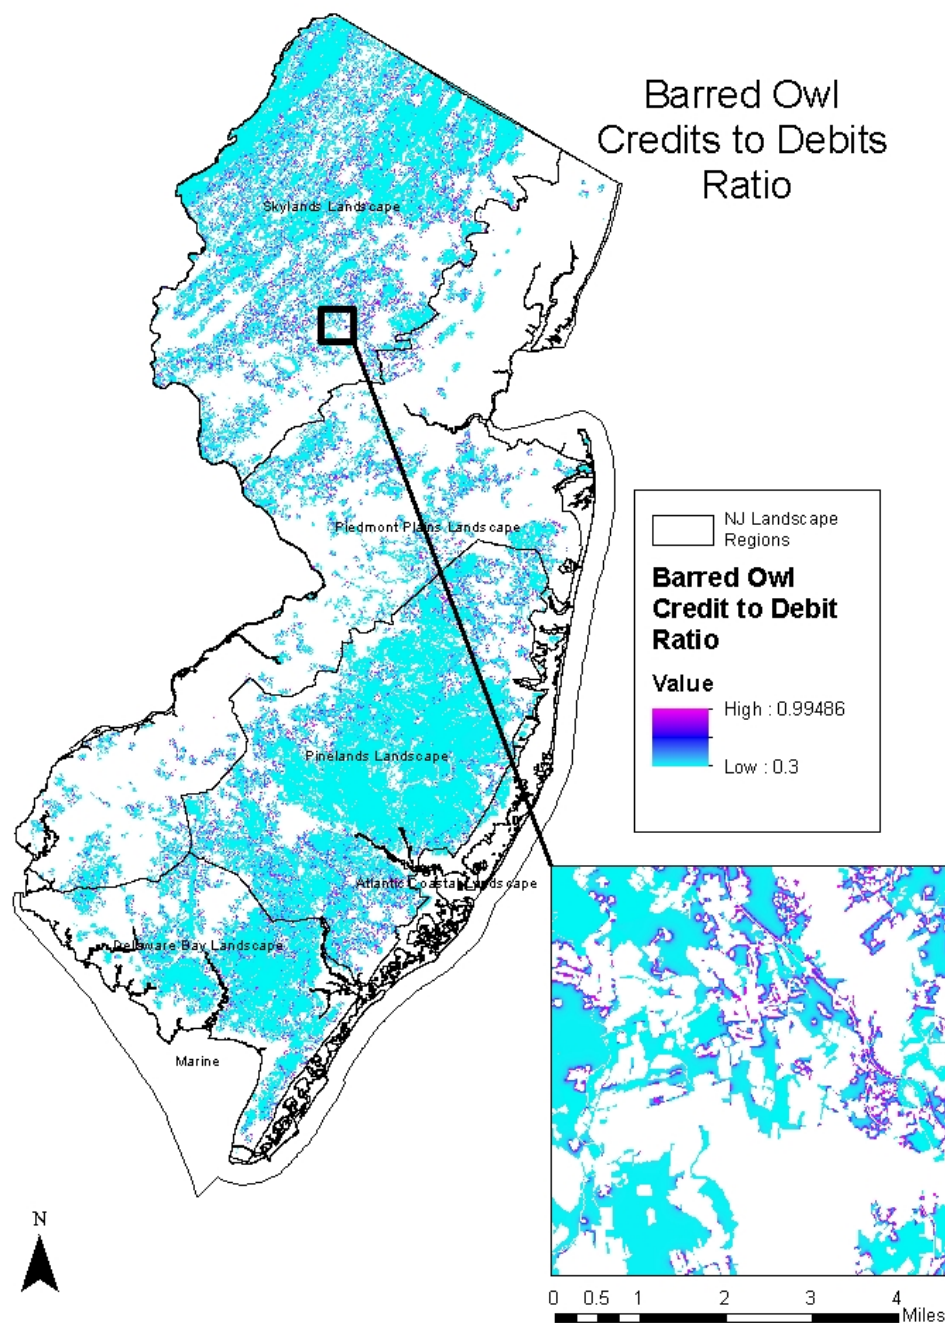 Barred Owl
Credits to Debits
Ratio
Skylands Landscape
Piedmont Plains Landscape
NJ Landscape
Regions
Barred Owl
Credit to Debit
Ratio
Value
High : 0.99486
Low : 0.3
Pinelands Landscape
Atlantic Coastal Landscape
Delaware Bay Landscape
Marine
N
0 0.5 1 2 3 4
Miles